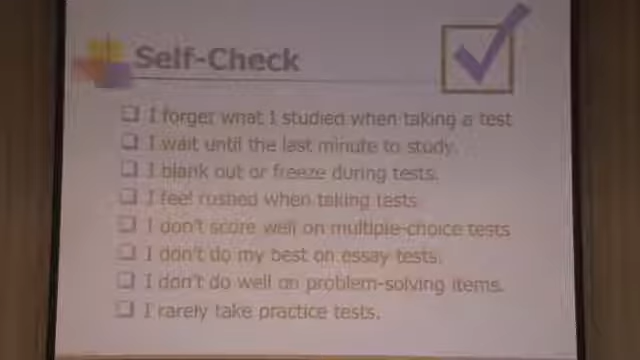 Self-Check
I forget what I studied when taking a test
I wait until the last minute to study.
I blank out or freeze during tests.
I feel rushed when taking tests
I don't score well on multiple-choice tests
I don't do my best on essay tests.
I don't do well on problem-solving items.
I rarely take practice tests.